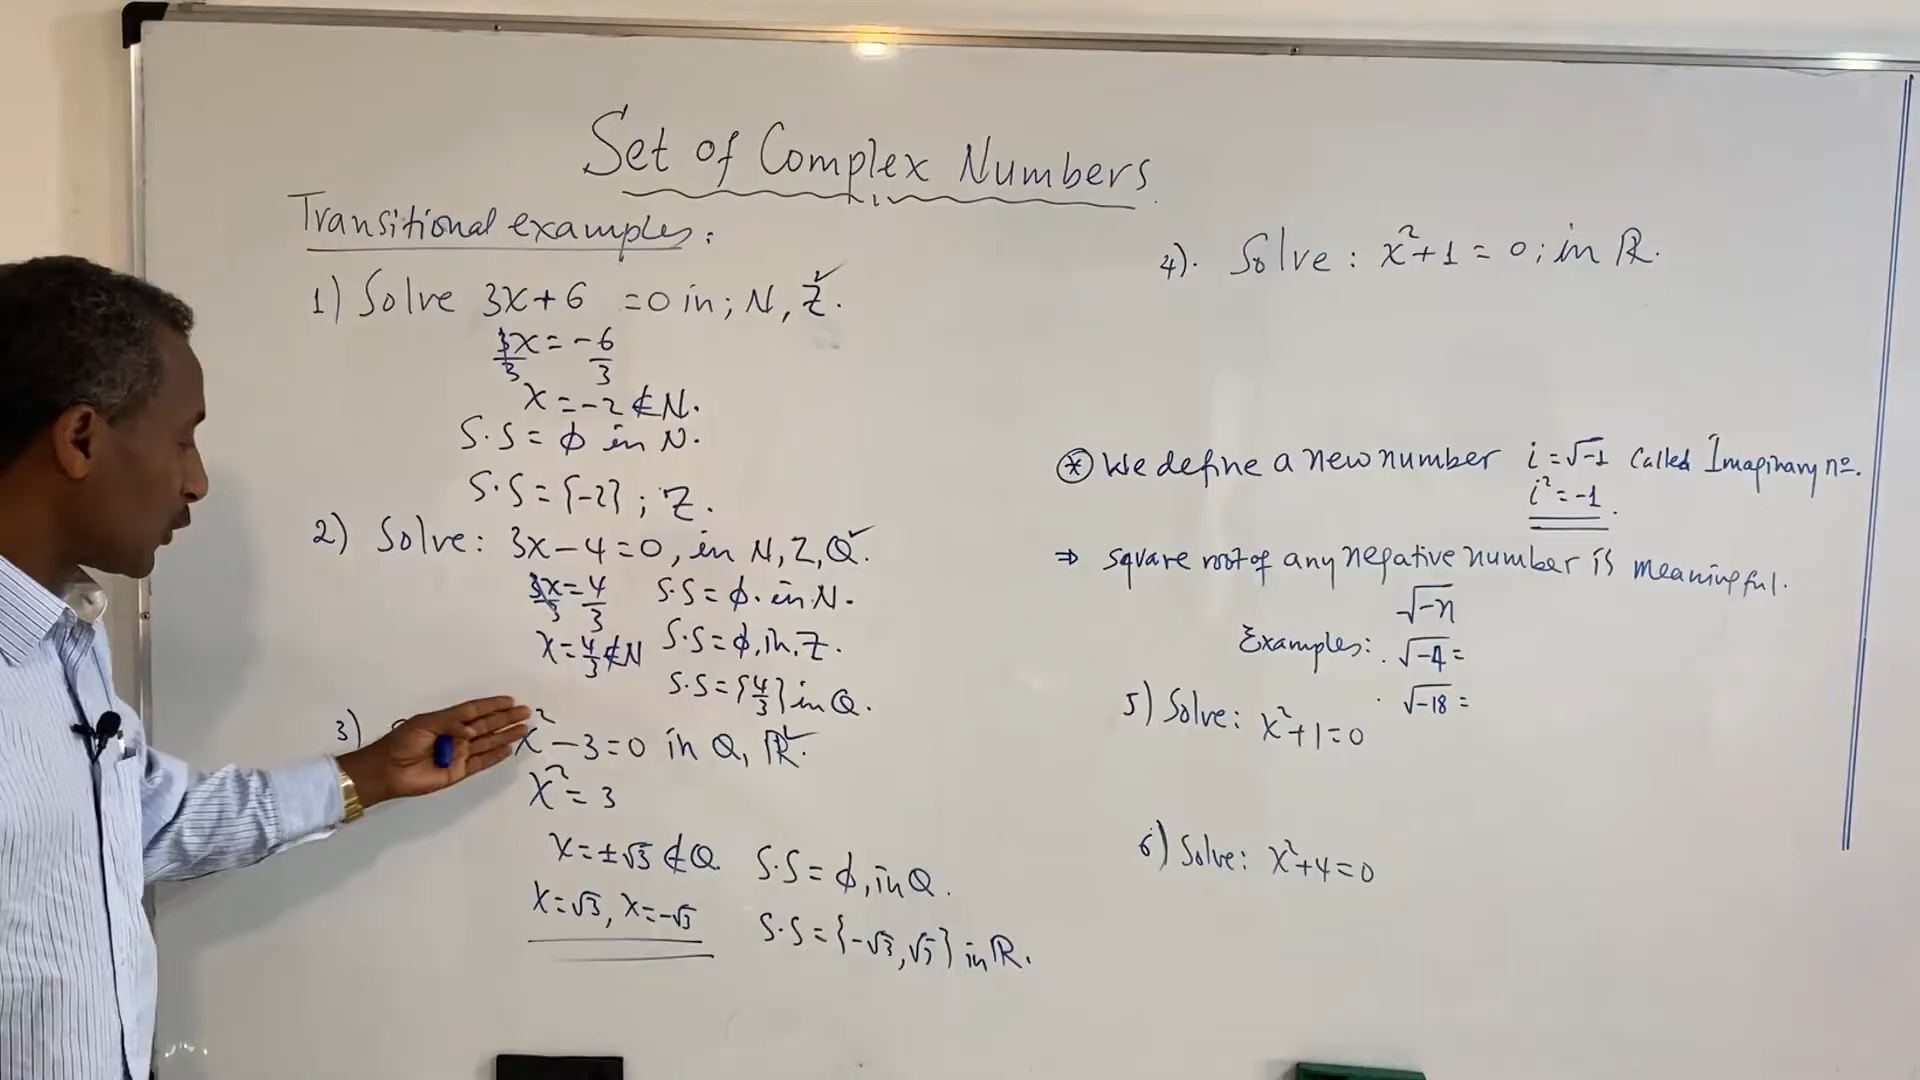 Set of Complex Numbers
Transitional examples:
1) Solve 3x+6 =0 in; N, Z. ✓
3x/3 = -6/3
x = -2 ∉ N.
S.S = ϕ in N.
S.S = {-2} ; Z.
2) Solve: 3x-4=0, in N, Z, Q ✓.
3x/3 = 4/3 S.S = ϕ. in N.
x = 4/3 ∉ N S.S = ϕ, in, Z.
S.S = {4/3} in Q.
3) x²-3=0 in Q, ℝ ✓.
x² = 3
x = ±√3 ∉ Q S.S = ϕ, in Q.
x=√3, x=-√3 S.S = {-√3, √3} in ℝ.
4). Solve: x²+1 = 0; in ℝ.
⊛ We define a new number i = √-1 Called Imaginary nº.
i² = -1.
⇒ square root of any negative number is meaningful.
√-n
Examples: . √-4 =
. √-18 =
5) Solve: x²+1=0
6) Solve: x²+4=0